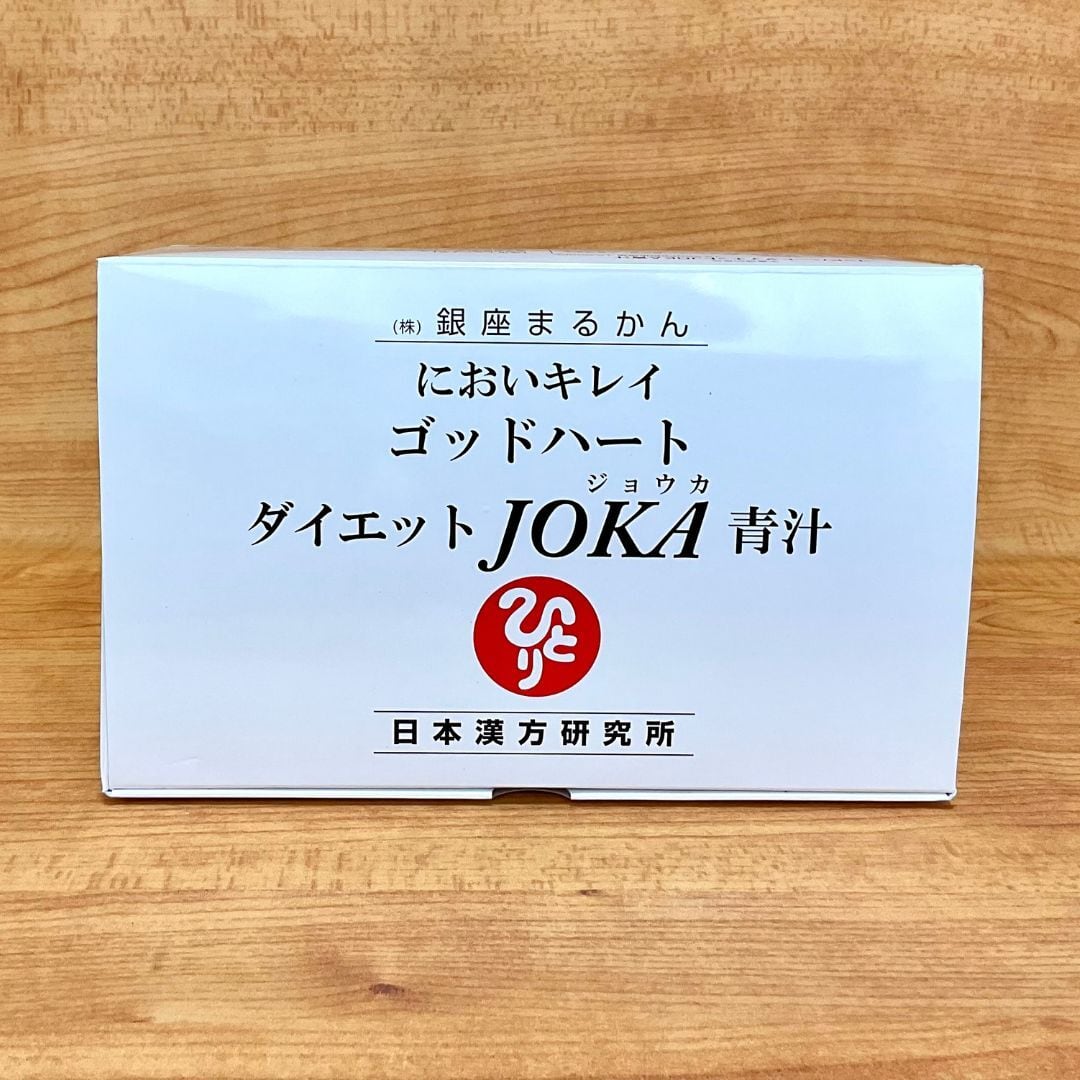 (株)銀座まるかん
においキレイ
ゴッドハート
ジョウカ
ダイエットJOKA青汁
ひとり
日本漢方研究所